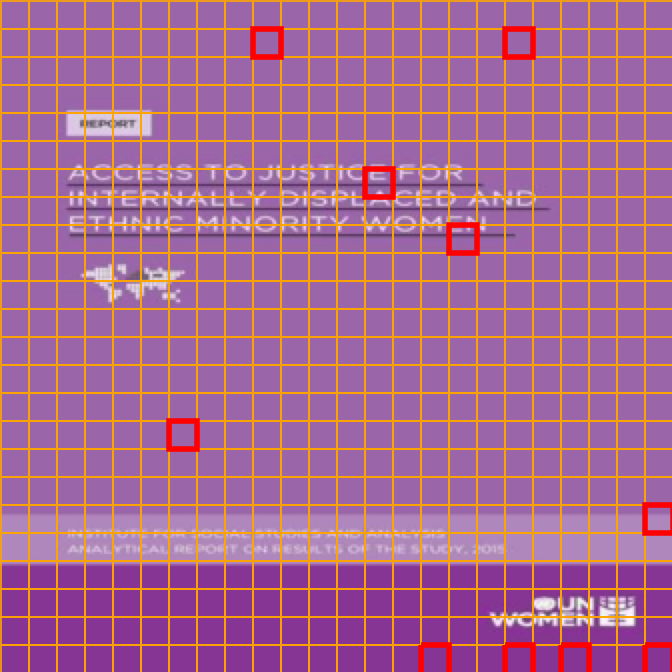 REPORT
ACCESS TO JUSTICE FOR
INTERNALLY DISPLACED AND
ETHNIC MINORITY WOMEN
INSTITUTE FOR SOCIAL STUDIES AND ANALYSIS
ANALYTICAL REPORT ON RESULTS OF THE STUDY, 2015
UN
WOMEN